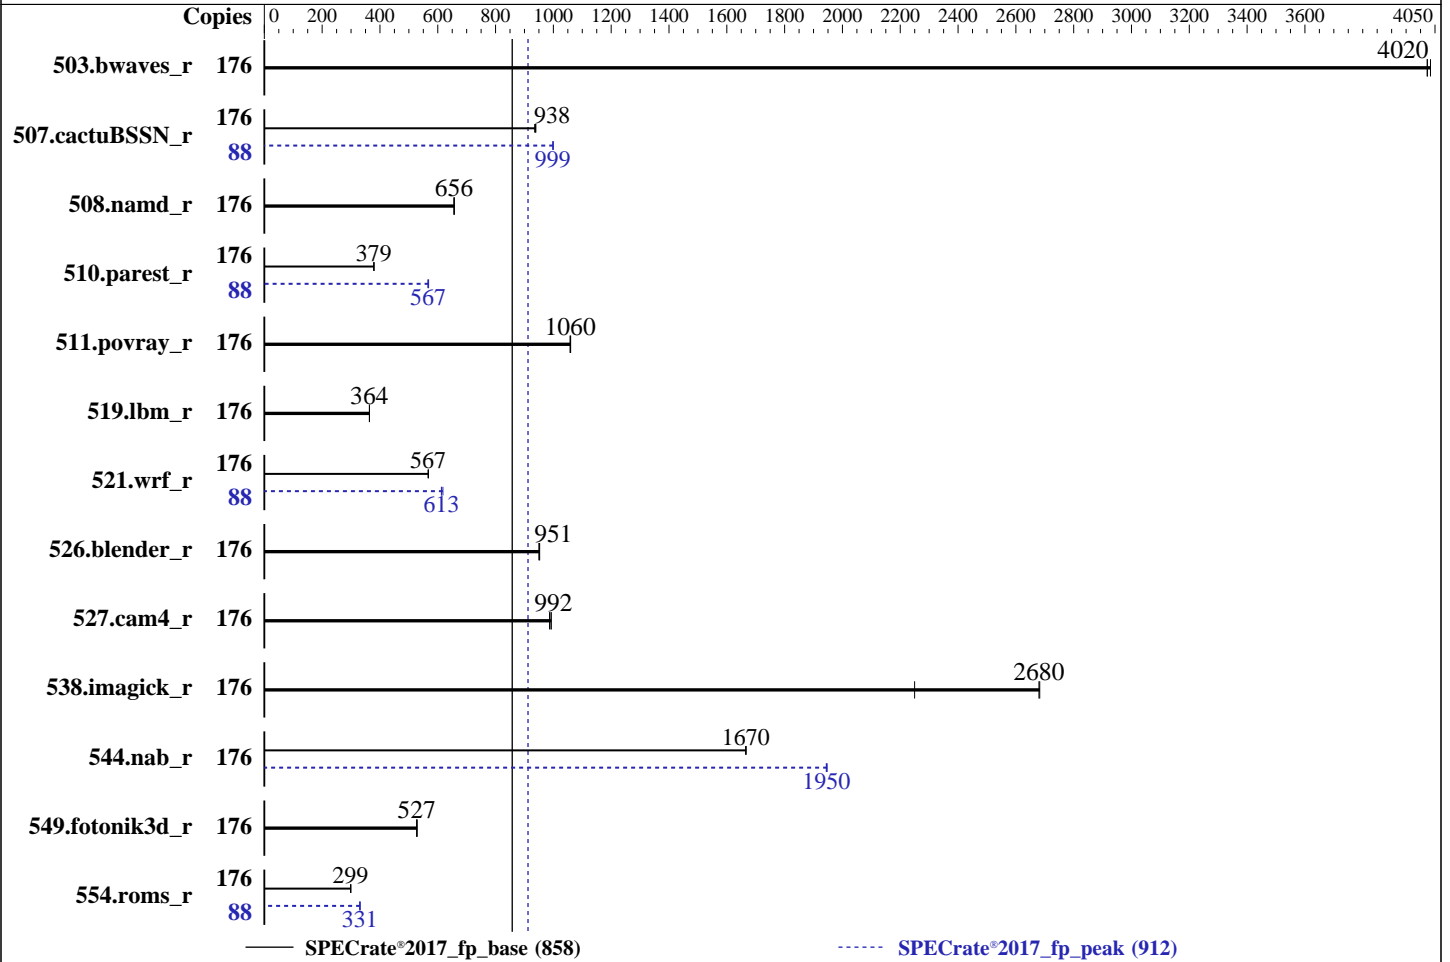 Copies 0 200 400 600 800 1000 1200 1400 1600 1800 2000 2200 2400 2600 2800 3000 3200 3400 3600 4050
503.bwaves_r 176 4020
507.cactuBSSN_r 176 938
88 999
508.namd_r 176 656
510.parest_r 176 379
88 567
511.povray_r 176 1060
519.lbm_r 176 364
521.wrf_r 176 567
88 613
526.blender_r 176 951
527.cam4_r 176 992
538.imagick_r 176 2680
544.nab_r 176 1670
1950
549.fotonik3d_r 176 527
554.roms_r 176 299
88 331
SPECrate®2017_fp_base (858) SPECrate®2017_fp_peak (912)